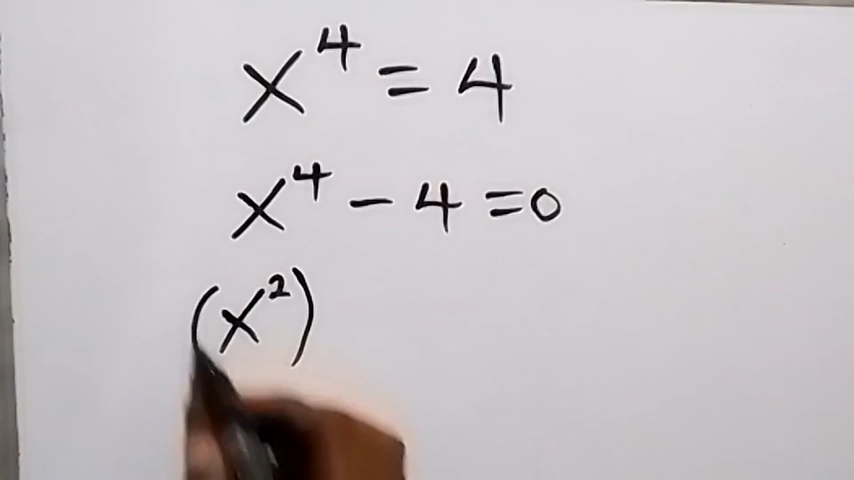 x⁴ = 4
x⁴ - 4 = 0
(x²)